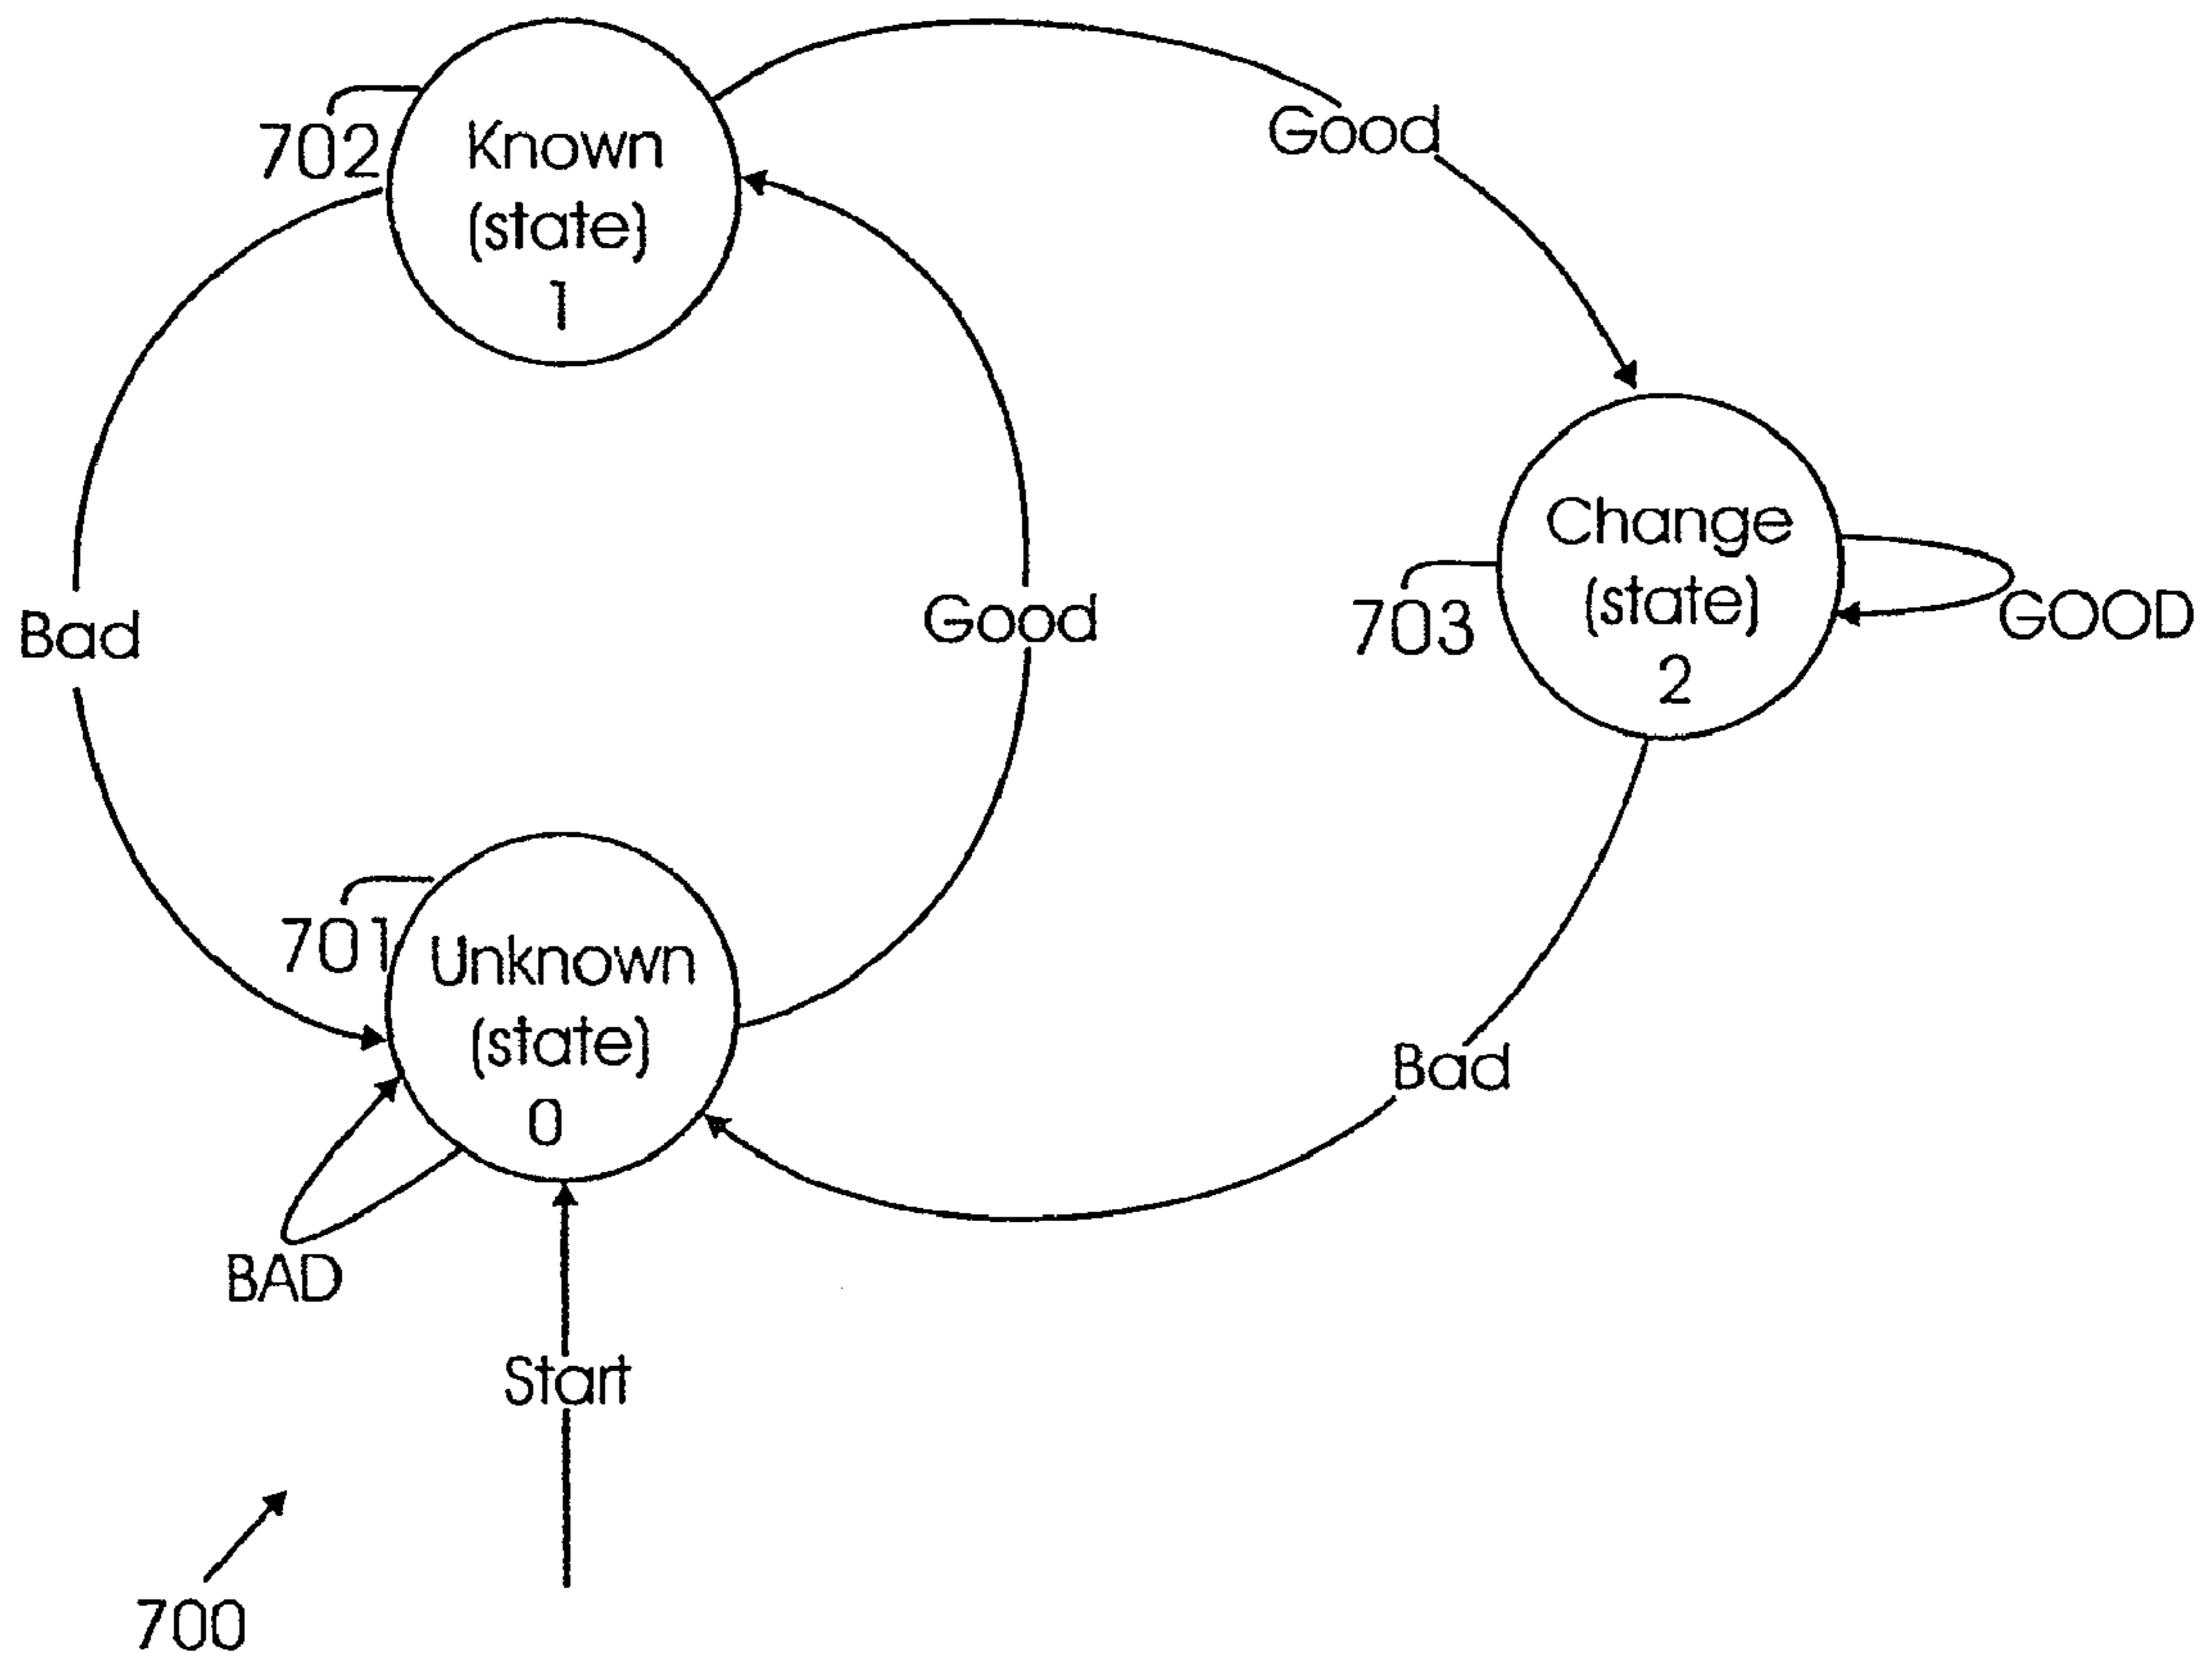 702
Known
(state)
1
Good
Change
(state)
2
703
GOOD
Bad
Good
701
Unknown
(state)
0
Bad
BAD
Start
700